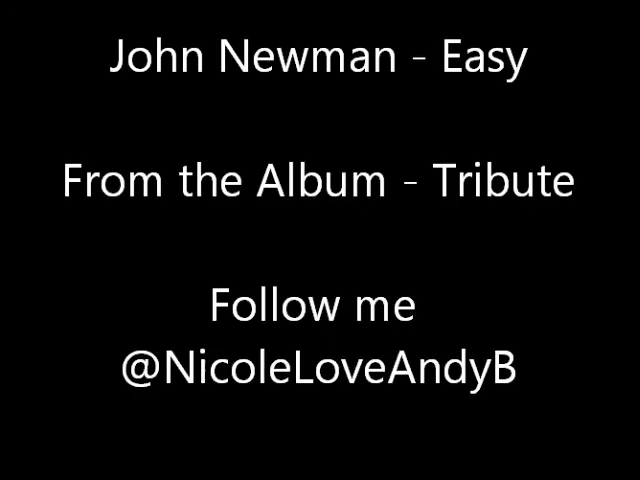 John Newman - Easy
From the Album - Tribute
Follow me
@NicoleLoveAndyB